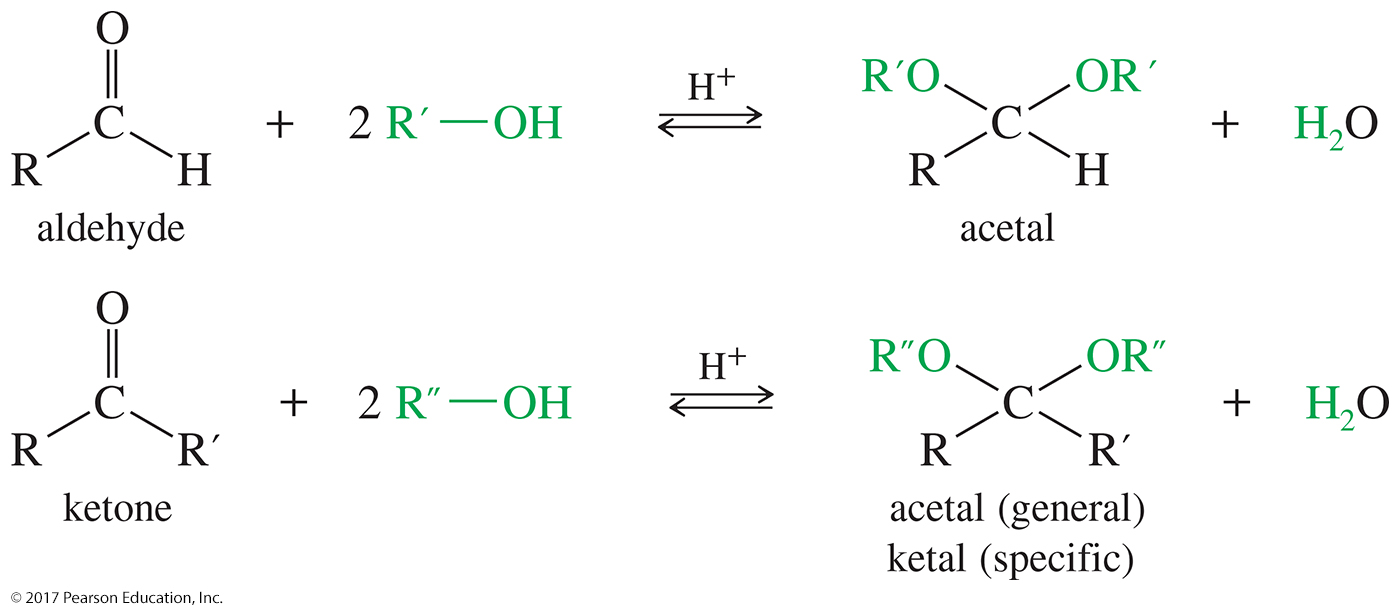 O
R′O OR′
H⁺
C + 2 R′—OH ⇌ C + H₂O
R H R H
aldehyde acetal
O
R″O OR″
H⁺
C + 2 R″—OH ⇌ C + H₂O
R R′ R R′
ketone acetal (general)
ketal (specific)
© 2017 Pearson Education, Inc.